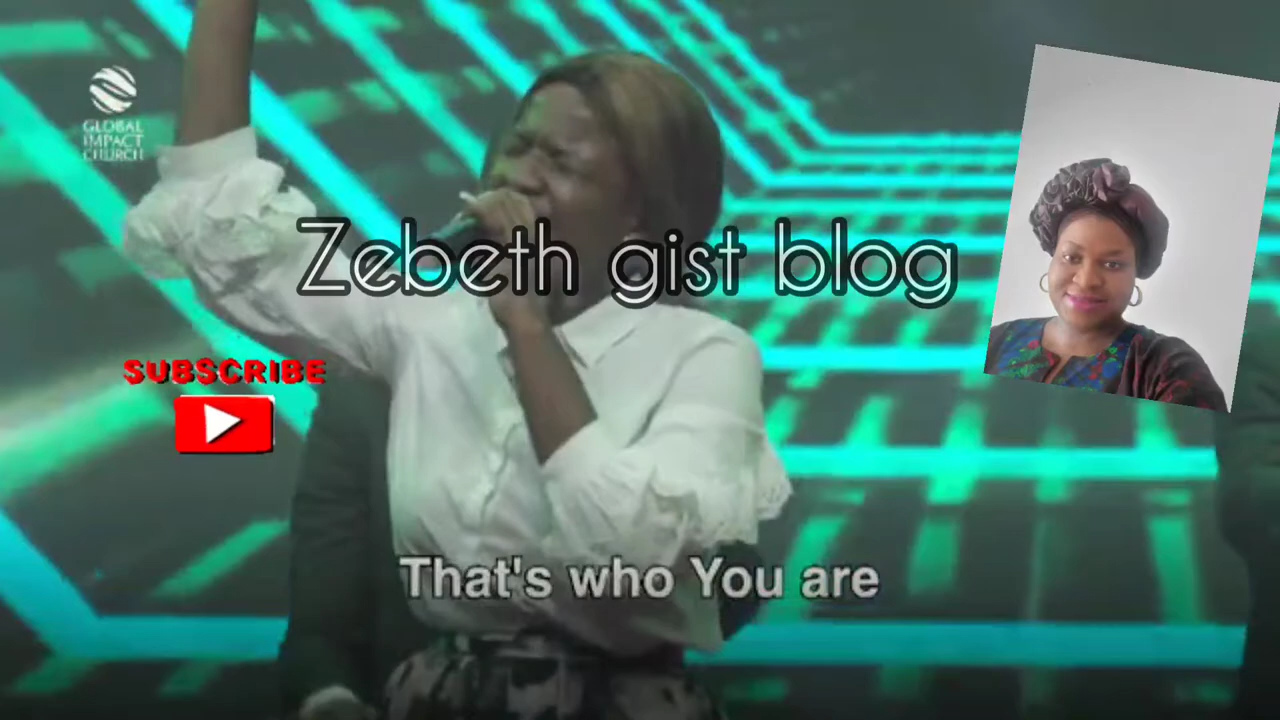 GLOBAL
IMPACT
CHURCH
Zebeth gist blog
SUBSCRIBE
That's who You are